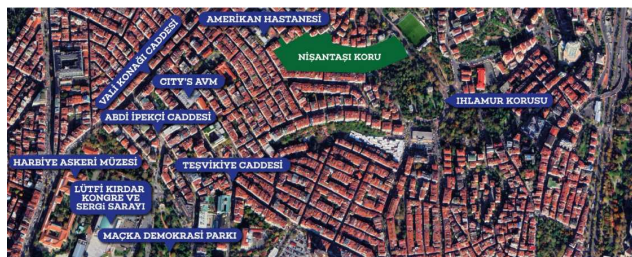 AMERİKAN HASTANESİ
NİŞANTAŞI KORU
VALİ KONAĞI CADDESİ
CITY'S AVM
IHLAMUR KORUSU
ABDİ İPEKÇİ CADDESİ
HARBİYE ASKERİ MÜZESİ
TEŞVİKİYE CADDESİ
LÜTFİ KIRDAR
KONGRE VE
SERGİ SARAYI
MAÇKA DEMOKRASİ PARKI